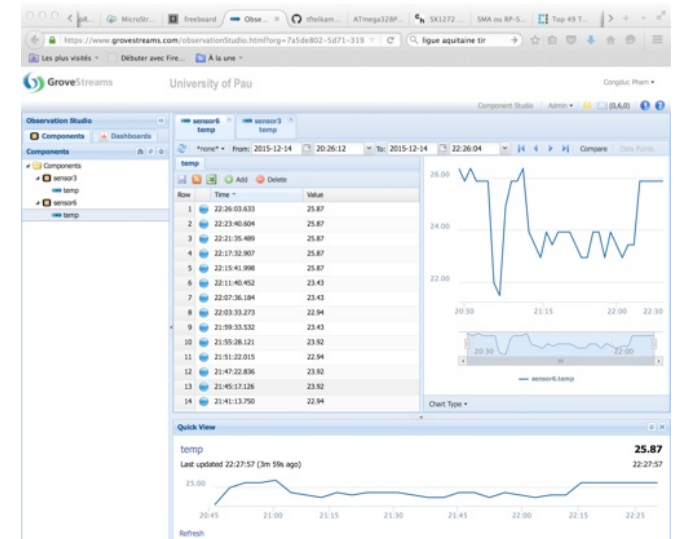 MicroStr... freeboard Obse... ATmega328P... SX1272 ... SMA ou RP-S... Top 49 T...
https://www.grovestreams.com/observationStudio.html?org=7a5de802-5d71-319 ligue aquitaine tir
Les plus visités Débuter avec Fire... À la une
GroveStreams University of Pau Congduc Pham
Component Studio Admin (0,6,0)
Observation Studio
Components Dashboards
Components
Components
sensor3
temp
sensor6
temp
sensor6 temp
sensor3 temp
*none* From: 2015-12-14 20:26:12 To: 2015-12-14 22:26:04 Compare Data Points
temp
Add Delete
Row Time Value
1 22:26:03.633 25.87
2 22:23:40.604 25.87
3 22:21:35.489 25.87
4 22:17:32.907 25.87
5 22:15:41.998 25.87
6 22:11:40.452 23.43
7 22:07:36.184 23.43
8 22:03:33.273 22.94
9 21:59:33.532 23.43
10 21:55:28.121 23.92
11 21:51:22.015 22.94
12 21:47:22.836 23.92
13 21:45:17.126 23.92
14 21:41:13.750 22.94
26.00
24.00
22.00
20:30 21:15 22:00 22:30
20:30 22:00
sensor6.temp
Chart Type
Quick View
temp 25.87
Last updated 22:27:57 (3m 59s ago) 22:27:57
25.00
20:45 21:00 21:15 21:30 21:45 22:00 22:15 22:25
Refresh